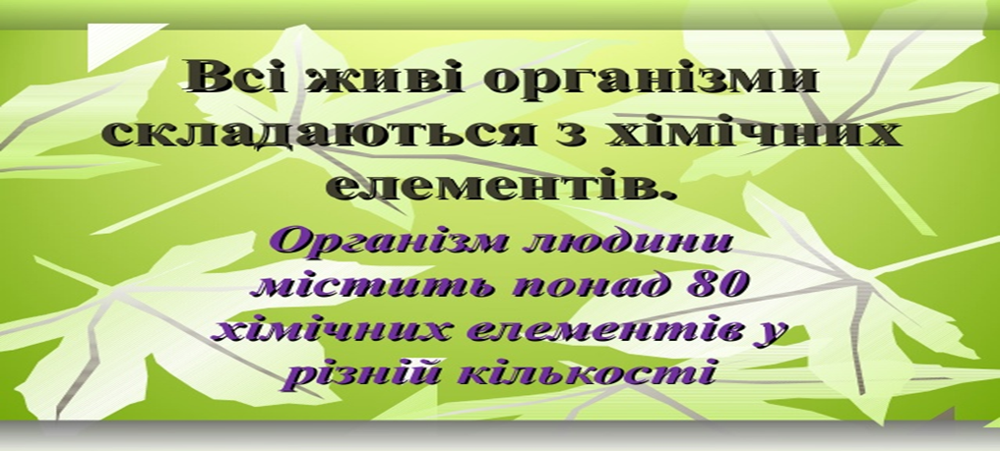 Всі живі організми
складаються з хімічних
елементів.
Організм людини
містить понад 80
хімічних елементів у
різній кількості